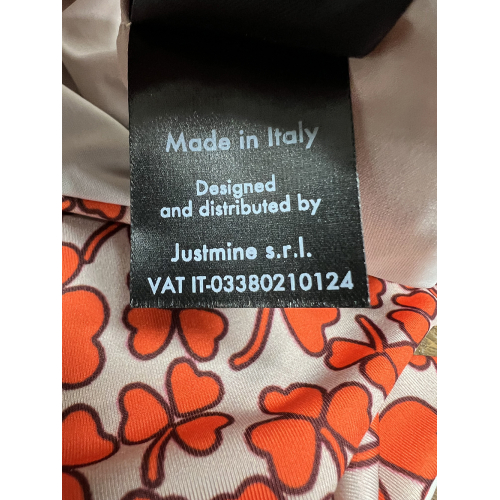 Made in Italy
Designed
and distributed by
Justmine s.r.l.
VAT IT-03380210124